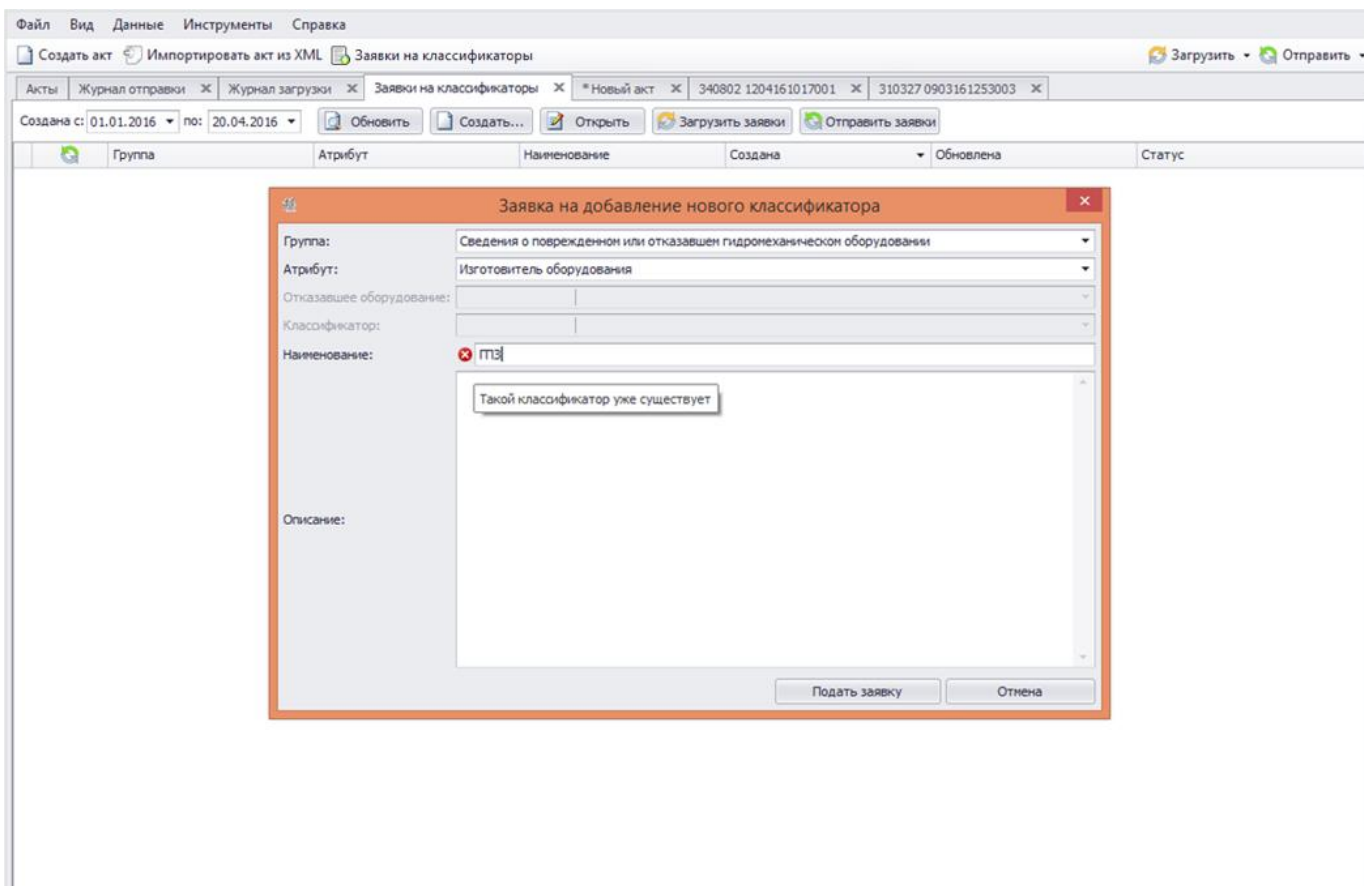 Файл Вид Данные Инструменты Справка
Создать акт Импортировать акт из XML Заявки на классификаторы Загрузить Отправить
Акты Журнал отправки Журнал загрузки Заявки на классификаторы * Новый акт 340802 1204161017001 310327 0903161253003
Создана с: 01.01.2016 по: 20.04.2016 Обновить Создать... Открыть Загрузить заявки Отправить заявки
Группа Атрибут Наименование Создана Обновлена Статус
Заявка на добавление нового классификатора
Группа: Сведения о поврежденном или отказавшем гидромеханическом оборудовании
Атрибут: Изготовитель оборудования
Отказавшее оборудование:
Классификатор:
Наименование:
Такой классификатор уже существует
Описание:
Подать заявку Отмена